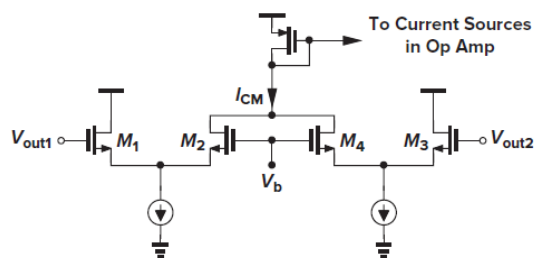 To Current Sources
in Op Amp
I_CM
V_out1
M_1
M_2
M_4
M_3
V_out2
V_b